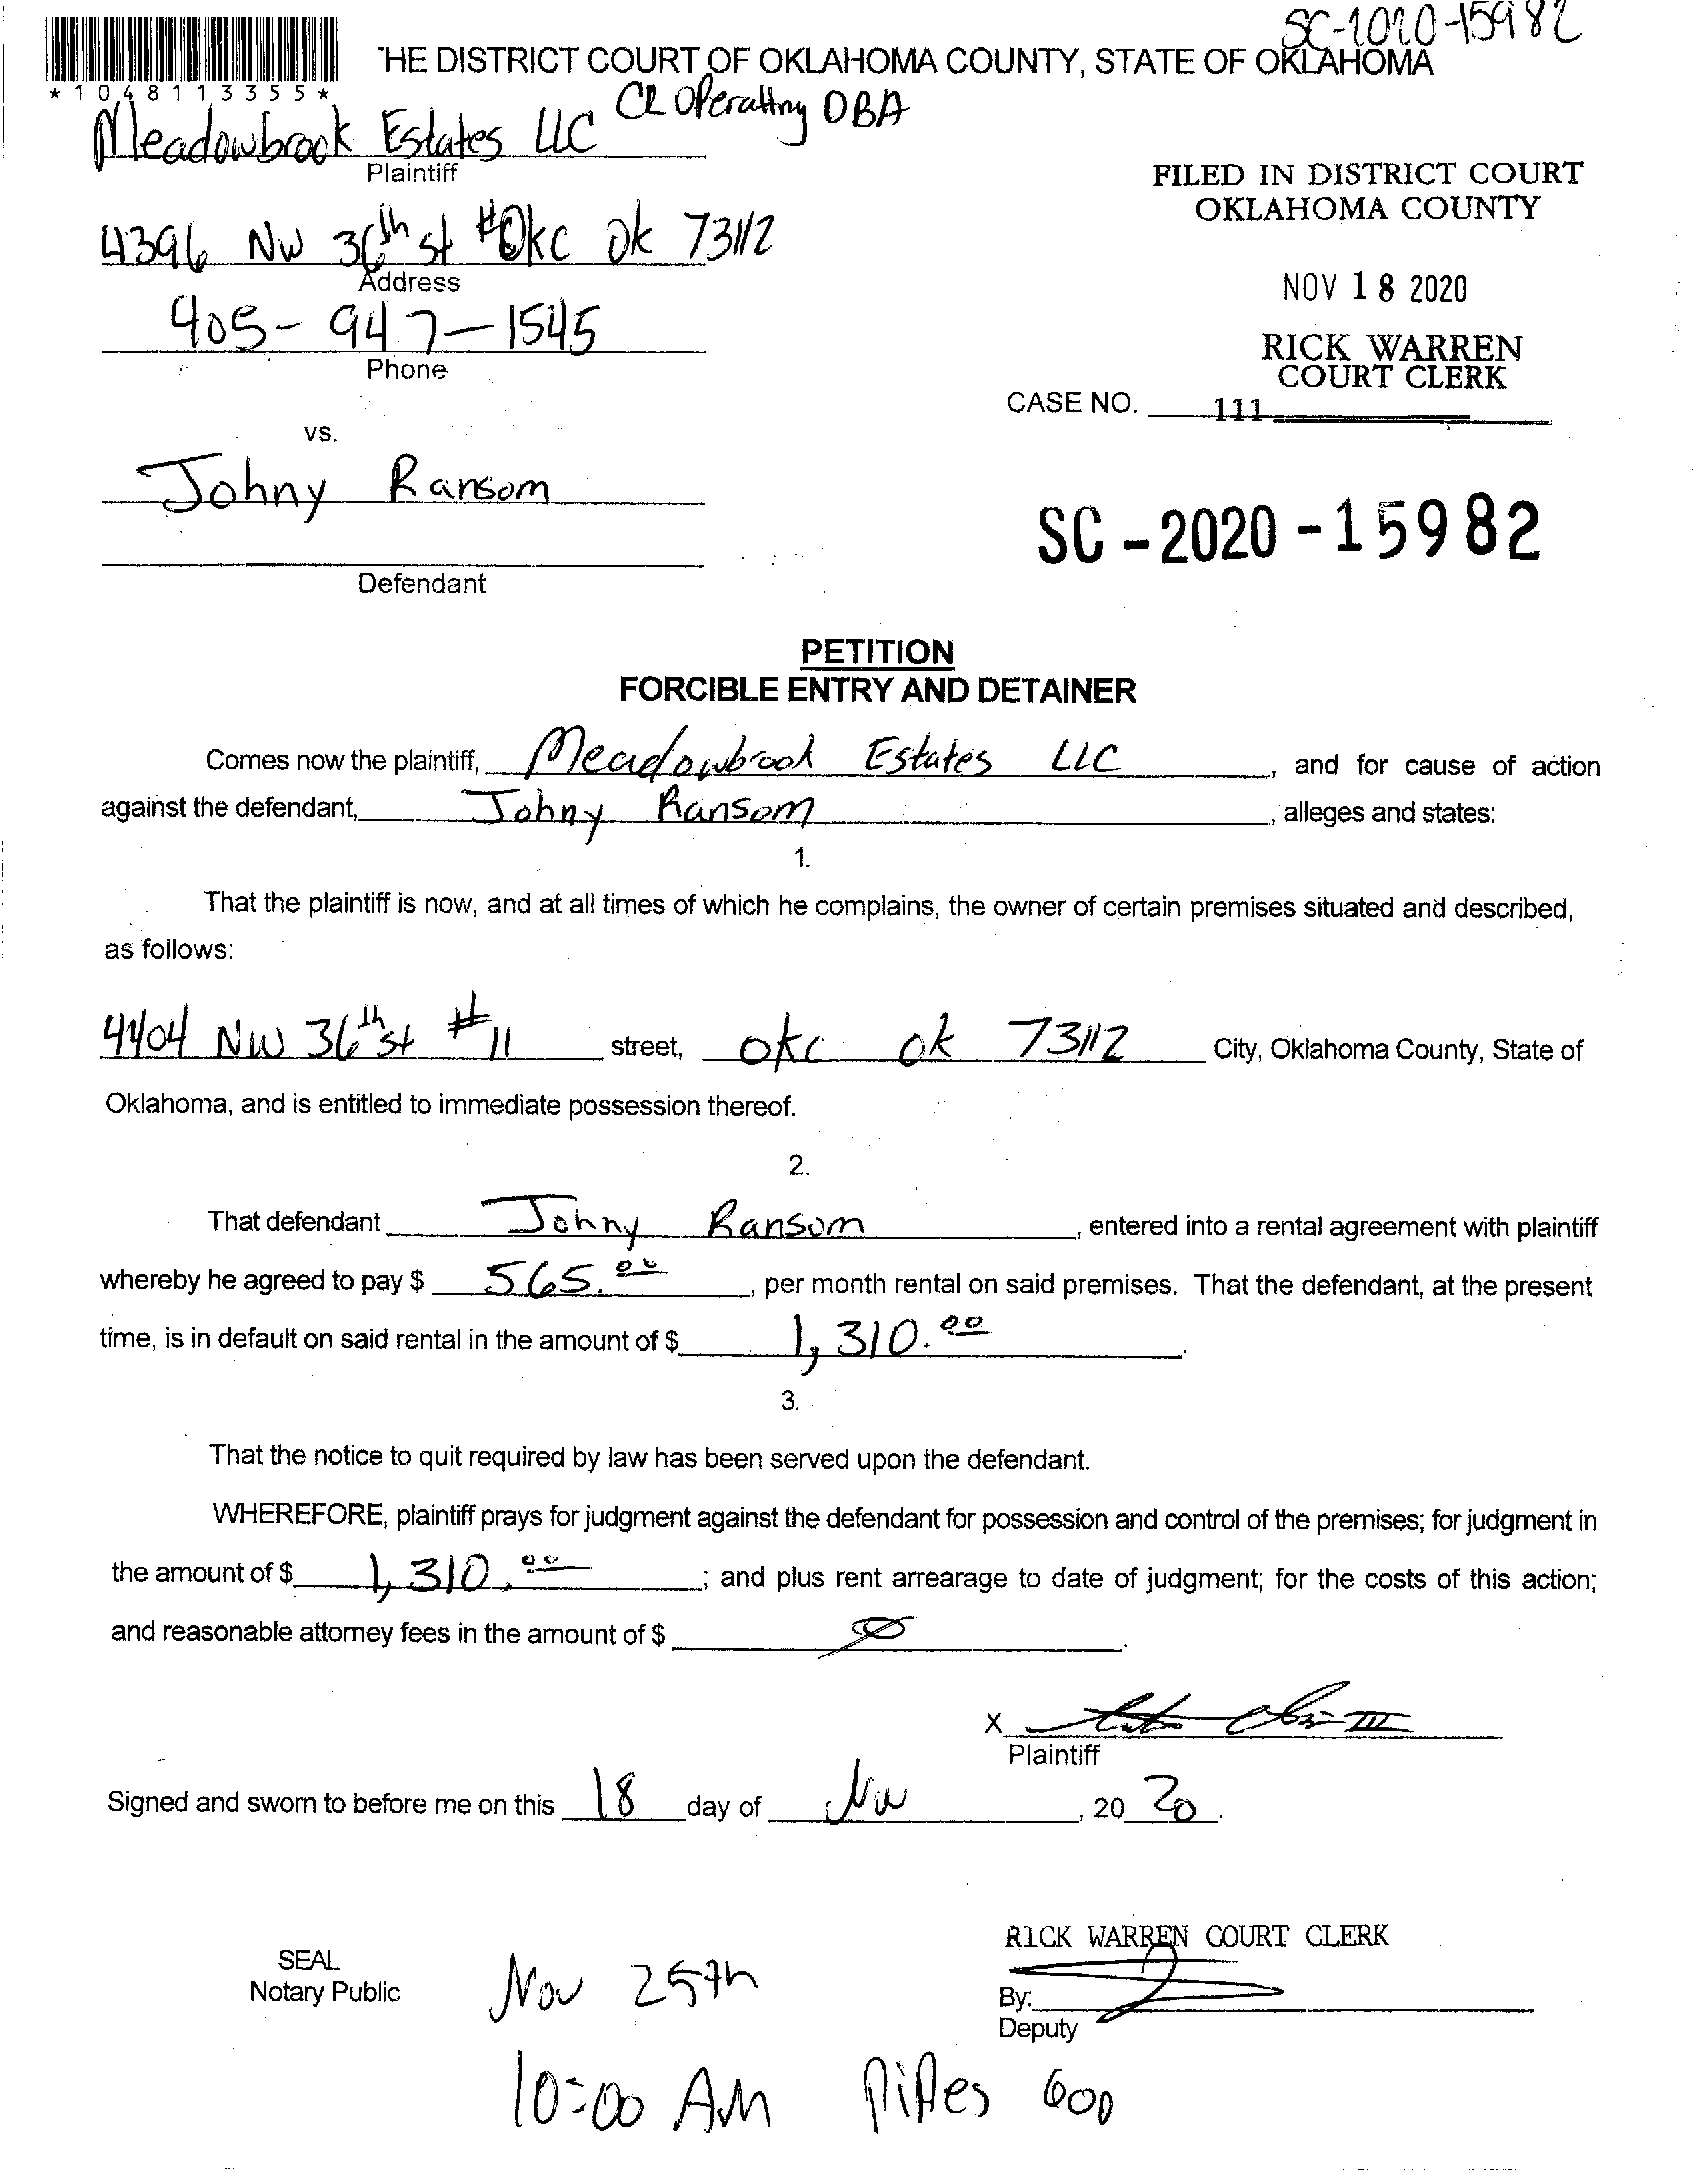 SC-2020-15982
THE DISTRICT COURT OF OKLAHOMA COUNTY, STATE OF OKLAHOMA
*1048113355*
CL Operating DBA
Meadowbrook Estates LLC
Plaintiff
FILED IN DISTRICT COURT
OKLAHOMA COUNTY
4396 NW 36th st #OKC OK 73112
Address
NOV 18 2020
405-947-1545
Phone
RICK WARREN
COURT CLERK
CASE NO. 111
vs.
Johny Ransom
SC-2020-15982
Defendant
PETITION
FORCIBLE ENTRY AND DETAINER
Comes now the plaintiff, Meadowbrook Estates LLC, and for cause of action
against the defendant, Johny Ransom, alleges and states:
1.
That the plaintiff is now, and at all times of which he complains, the owner of certain premises situated and described,
as follows:
4404 NW 36th st #11 street, okc ok 73112 City, Oklahoma County, State of
Oklahoma, and is entitled to immediate possession thereof.
2.
That defendant Johny Ransom, entered into a rental agreement with plaintiff
whereby he agreed to pay $ 565.00, per month rental on said premises. That the defendant, at the present
time, is in default on said rental in the amount of $ 1,310.00.
3.
That the notice to quit required by law has been served upon the defendant.
WHEREFORE, plaintiff prays for judgment against the defendant for possession and control of the premises; for judgment in
the amount of $ 1,310.00; and plus rent arrearage to date of judgment; for the costs of this action;
and reasonable attorney fees in the amount of $ 0.
X
Plaintiff
Signed and sworn to before me on this 18 day of Nov, 20 20.
RICK WARREN COURT CLERK
SEAL
Notary Public
Nov 25th
By:
Deputy
10:00 AM Pipes 600